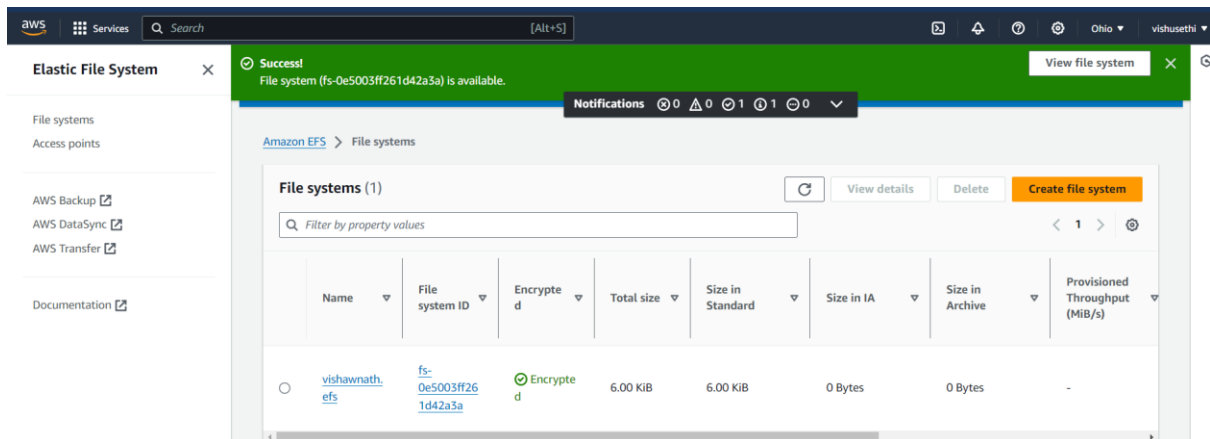 aws
Services
Search
[Alt+S]
Ohio
vishusethi
Elastic File System
File systems
Access points
AWS Backup
AWS DataSync
AWS Transfer
Documentation
Success!
File system (fs-0e5003ff261d42a3a) is available.
View file system
Notifications 0 0 1 1 0
Amazon EFS > File systems
File systems (1)
View details
Delete
Create file system
Filter by property values
1
Name
File
system ID
Encrypte
d
Total size
Size in
Standard
Size in IA
Size in
Archive
Provisioned
Throughput
(MiB/s)
vishawnath.
efs
fs-
0e5003ff26
1d42a3a
Encrypte
d
6.00 KiB
6.00 KiB
0 Bytes
0 Bytes
-